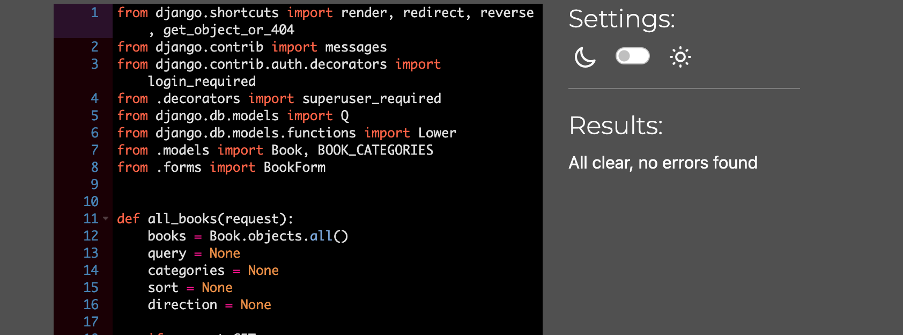 1 from django.shortcuts import render, redirect, reverse
, get_object_or_404
2 from django.contrib import messages
3 from django.contrib.auth.decorators import
login_required
4 from .decorators import superuser_required
5 from django.db.models import Q
6 from django.db.models.functions import Lower
7 from .models import Book, BOOK_CATEGORIES
8 from .forms import BookForm
9
10
11 def all_books(request):
12 books = Book.objects.all()
13 query = None
14 categories = None
15 sort = None
16 direction = None
17
Settings:
Results:
All clear, no errors found